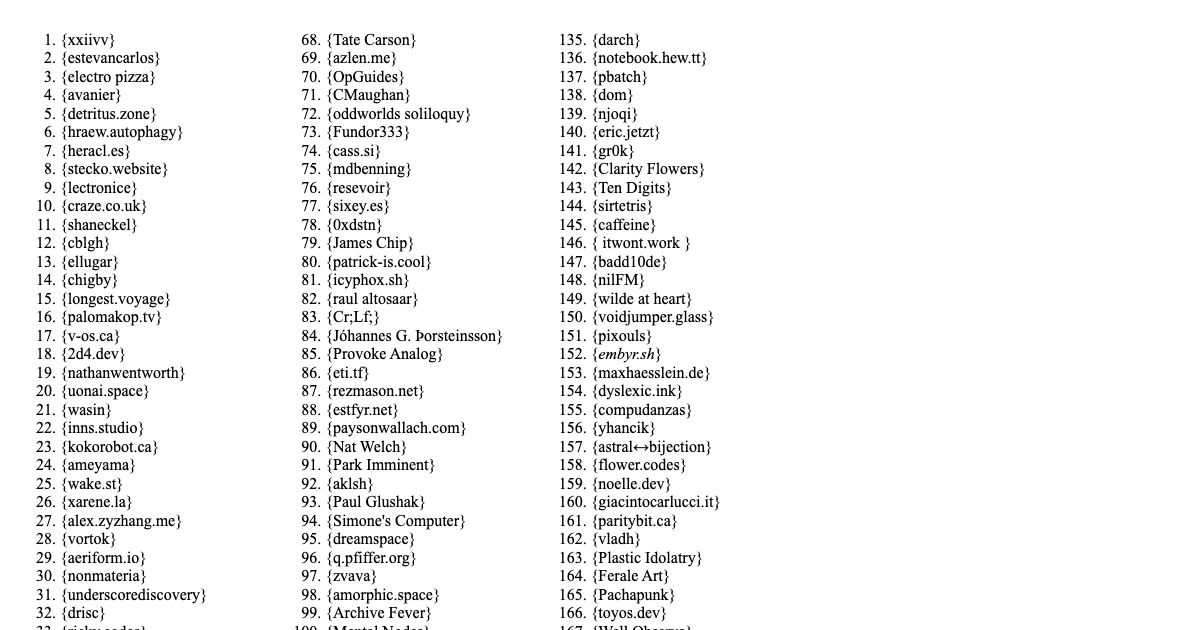 1. {xxiivv}
2. {estevancarlos}
3. {electro pizza}
4. {avanier}
5. {detritus.zone}
6. {hraew.autophagy}
7. {heracl.es}
8. {stecko.website}
9. {lectronice}
10. {craze.co.uk}
11. {shaneckel}
12. {cblgh}
13. {ellugar}
14. {chigby}
15. {longest.voyage}
16. {palomakop.tv}
17. {v-os.ca}
18. {2d4.dev}
19. {nathanwentworth}
20. {uonai.space}
21. {wasin}
22. {inns.studio}
23. {kokorobot.ca}
24. {ameyama}
25. {wake.st}
26. {xarene.la}
27. {alex.zyzhang.me}
28. {vortok}
29. {aeriform.io}
30. {nonmateria}
31. {underscorediscovery}
32. {drisc}
68. {Tate Carson}
69. {azlen.me}
70. {OpGuides}
71. {CMaughan}
72. {oddworlds soliloquy}
73. {Fundor333}
74. {cass.si}
75. {mdbenning}
76. {resevoir}
77. {sixey.es}
78. {0xdstn}
79. {James Chip}
80. {patrick-is.cool}
81. {icyphox.sh}
82. {raul altosaar}
83. {Cr;Lf;}
84. {Jóhannes G. Þorsteinsson}
85. {Provoke Analog}
86. {eti.tf}
87. {rezmason.net}
88. {estfyr.net}
89. {paysonwallach.com}
90. {Nat Welch}
91. {Park Imminent}
92. {aklsh}
93. {Paul Glushak}
94. {Simone's Computer}
95. {dreamspace}
96. {q.pfiffer.org}
97. {zvava}
98. {amorphic.space}
99. {Archive Fever}
135. {darch}
136. {notebook.hew.tt}
137. {pbatch}
138. {dom}
139. {njoqi}
140. {eric.jetzt}
141. {gr0k}
142. {Clarity Flowers}
143. {Ten Digits}
144. {sirtetris}
145. {caffeine}
146. { itwont.work }
147. {badd10de}
148. {nilFM}
149. {wilde at heart}
150. {voidjumper.glass}
151. {pixouls}
152. {embyr.sh}
153. {maxhaesslein.de}
154. {dyslexic.ink}
155. {compudanzas}
156. {yhancik}
157. {astral↔bijection}
158. {flower.codes}
159. {noelle.dev}
160. {giacintocarlucci.it}
161. {paritybit.ca}
162. {vladh}
163. {Plastic Idolatry}
164. {Ferale Art}
165. {Pachapunk}
166. {toyos.dev}